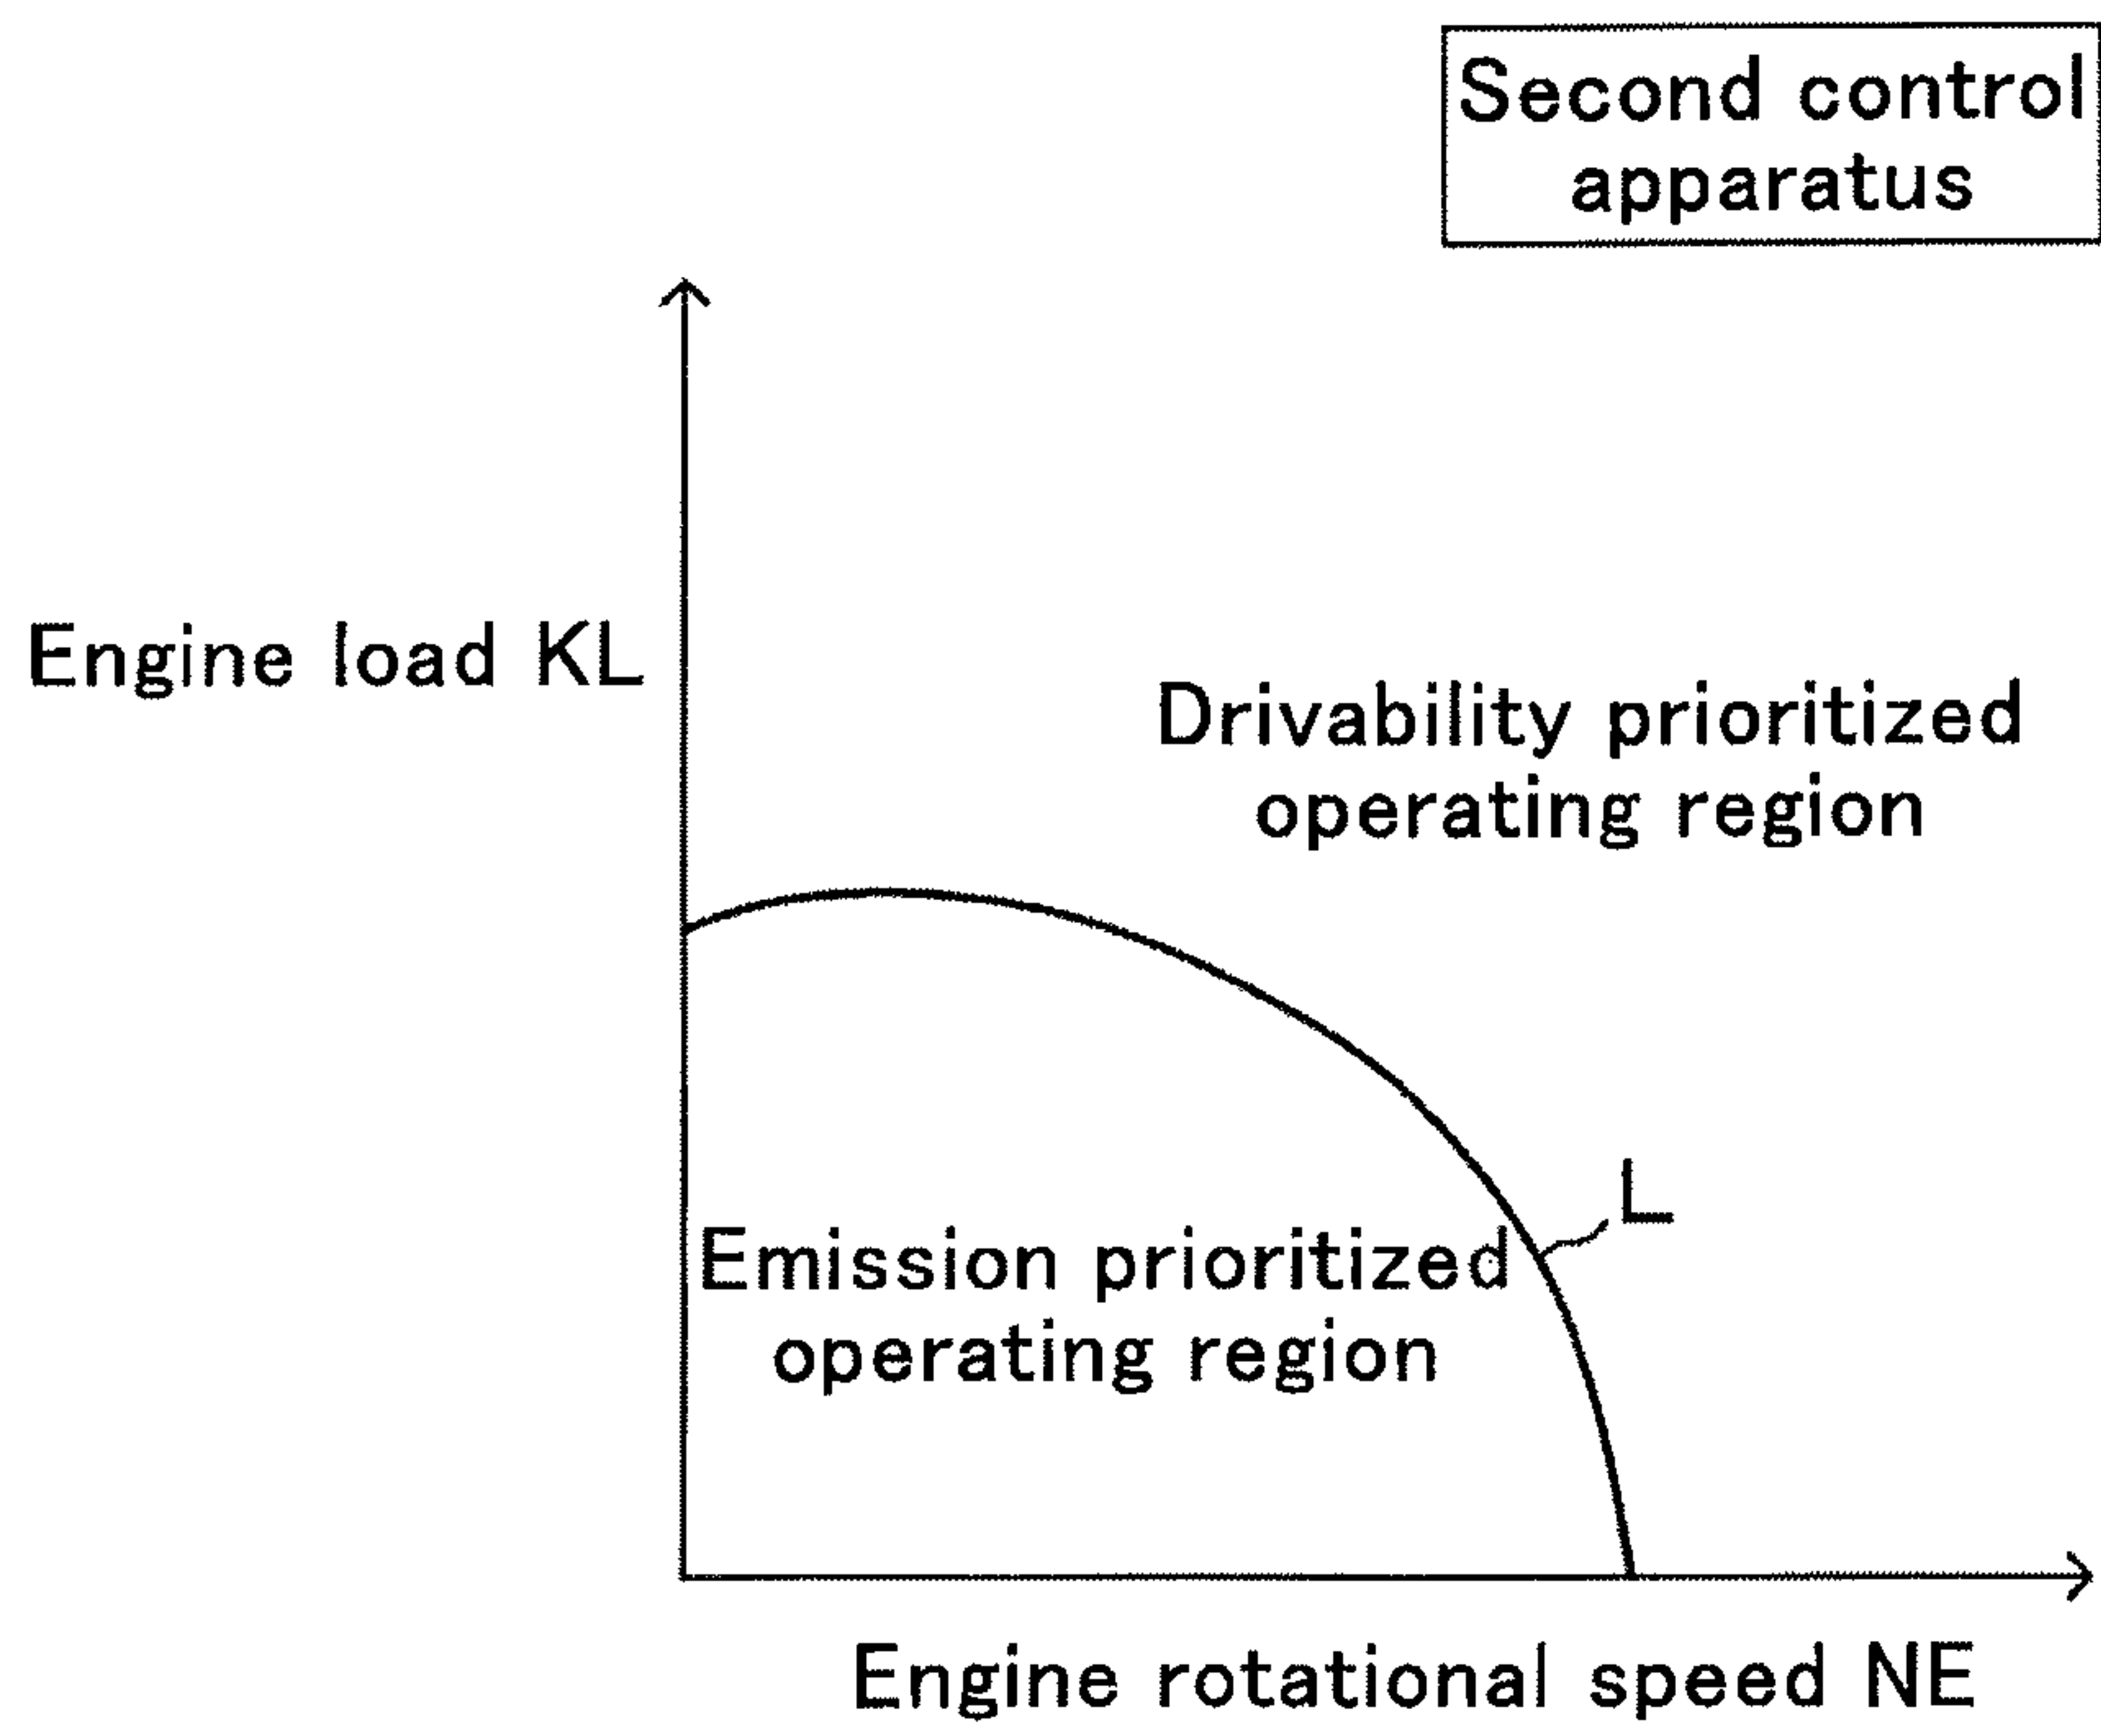 Second control
apparatus
Engine load KL
Drivability prioritized
operating region
L
Emission prioritized
operating region
Engine rotational speed NE